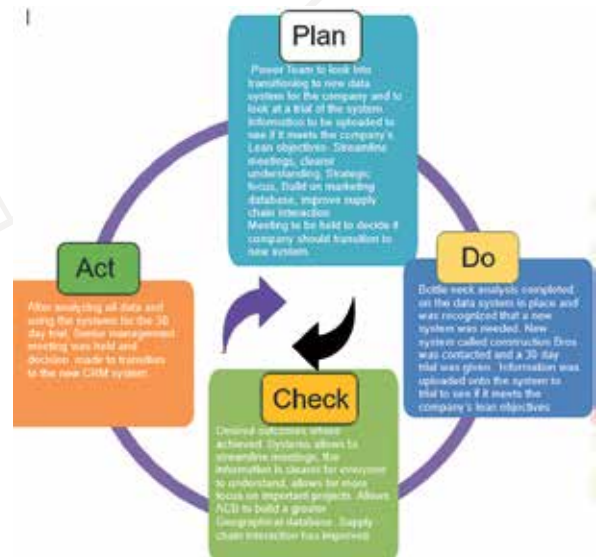 Plan
Power Team to look into
transitioning to new data
system for the company and to
look at a trial of the system.
Information to be uploaded to
see if it meets the company's
Lean objectives- Streamline
meetings, clearer
understanding, Strategic
focus, Build on marketing
database, improve supply
chain interaction
Meeting to be held to decide if
company should transition to
new system
Do
Bottle neck analysis completed
on the data system in place and
was recognized that a new
system was needed. New
system called construction Bros
was contacted and a 30 day
trial was given. Information was
uploaded onto the system to
trial to see if it meets the
company's lean objectives
Check
Desired outcomes where
achieved. Systems allows to
streamline meetings, the
information is clearer for everyone
to understand, allows for more
focus on important projects. Allows
ACB to build a greater
Geographical database. Supply
chain interaction has improved
Act
After analyzing all data and
using the systems for the 30
day trial, Senior management
meeting was held and
decision made to transition
to the new CRM system